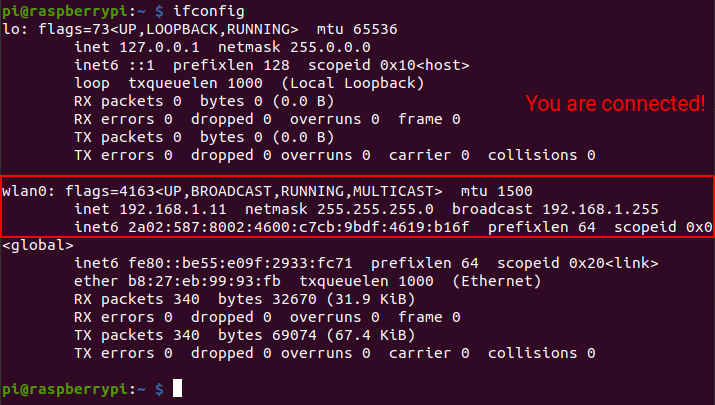 pi@raspberrypi:~ $ ifconfig
lo: flags=73<UP,LOOPBACK,RUNNING>  mtu 65536
        inet 127.0.0.1  netmask 255.0.0.0
        inet6 ::1  prefixlen 128  scopeid 0x10<host>
        loop  txqueuelen 1000  (Local Loopback)
        RX packets 0  bytes 0 (0.0 B)
You are connected!
        RX errors 0  dropped 0  overruns 0  frame 0
        TX packets 0  bytes 0 (0.0 B)
        TX errors 0  dropped 0 overruns 0  carrier 0  collisions 0
wlan0: flags=4163<UP,BROADCAST,RUNNING,MULTICAST>  mtu 1500
        inet 192.168.1.11  netmask 255.255.255.0  broadcast 192.168.1.255
        inet6 2a02:587:8002:4600:c7cb:9bdf:4619:b16f  prefixlen 64  scopeid 0x0
<global>
        inet6 fe80::be55:e09f:2933:fc71  prefixlen 64  scopeid 0x20<link>
        ether b8:27:eb:99:93:fb  txqueuelen 1000  (Ethernet)
        RX packets 340  bytes 32670 (31.9 KiB)
        RX errors 0  dropped 0  overruns 0  frame 0
        TX packets 340  bytes 69074 (67.4 KiB)
        TX errors 0  dropped 0 overruns 0  carrier 0  collisions 0
pi@raspberrypi:~ $